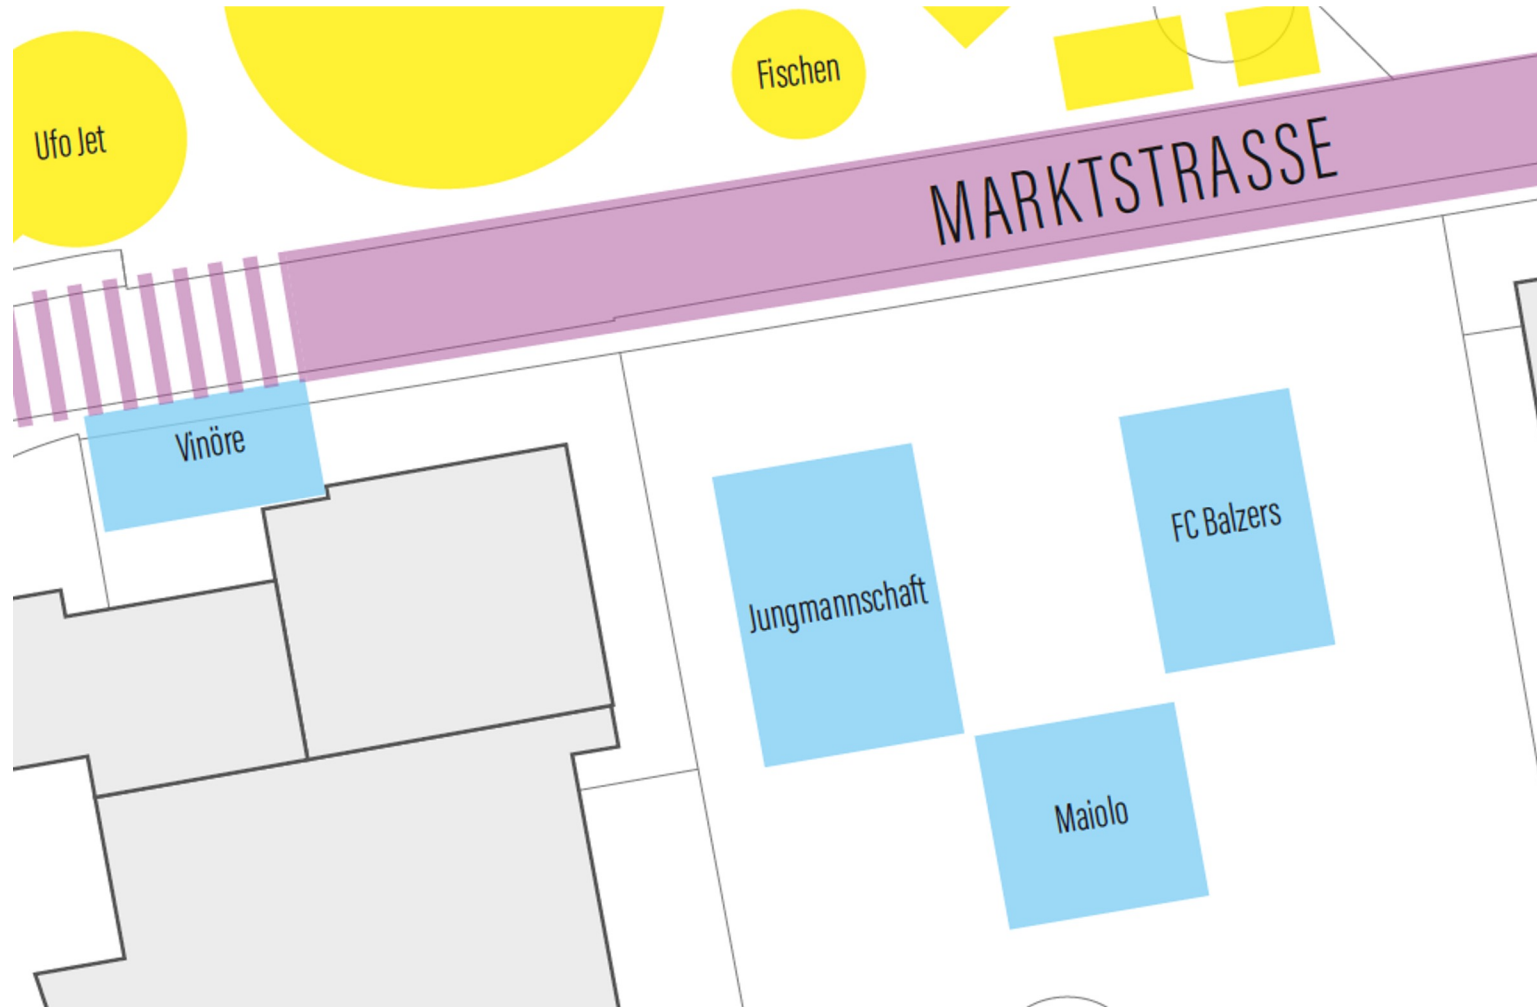 Fischen
Ufo Jet
MARKTSTRASSE
Vinöre
FC Balzers
Jungmannschaft
Maiolo